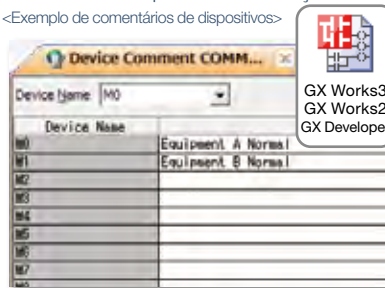 <Exemplo de comentários de dispositivos>
Device Comment COMM...
Device Name M0
GX Works3
GX Works2
GX Develope
Device Name
M0 Equipment A Normal
M1 Equipment B Normal
M2
M3
M4
M5
M6
M7